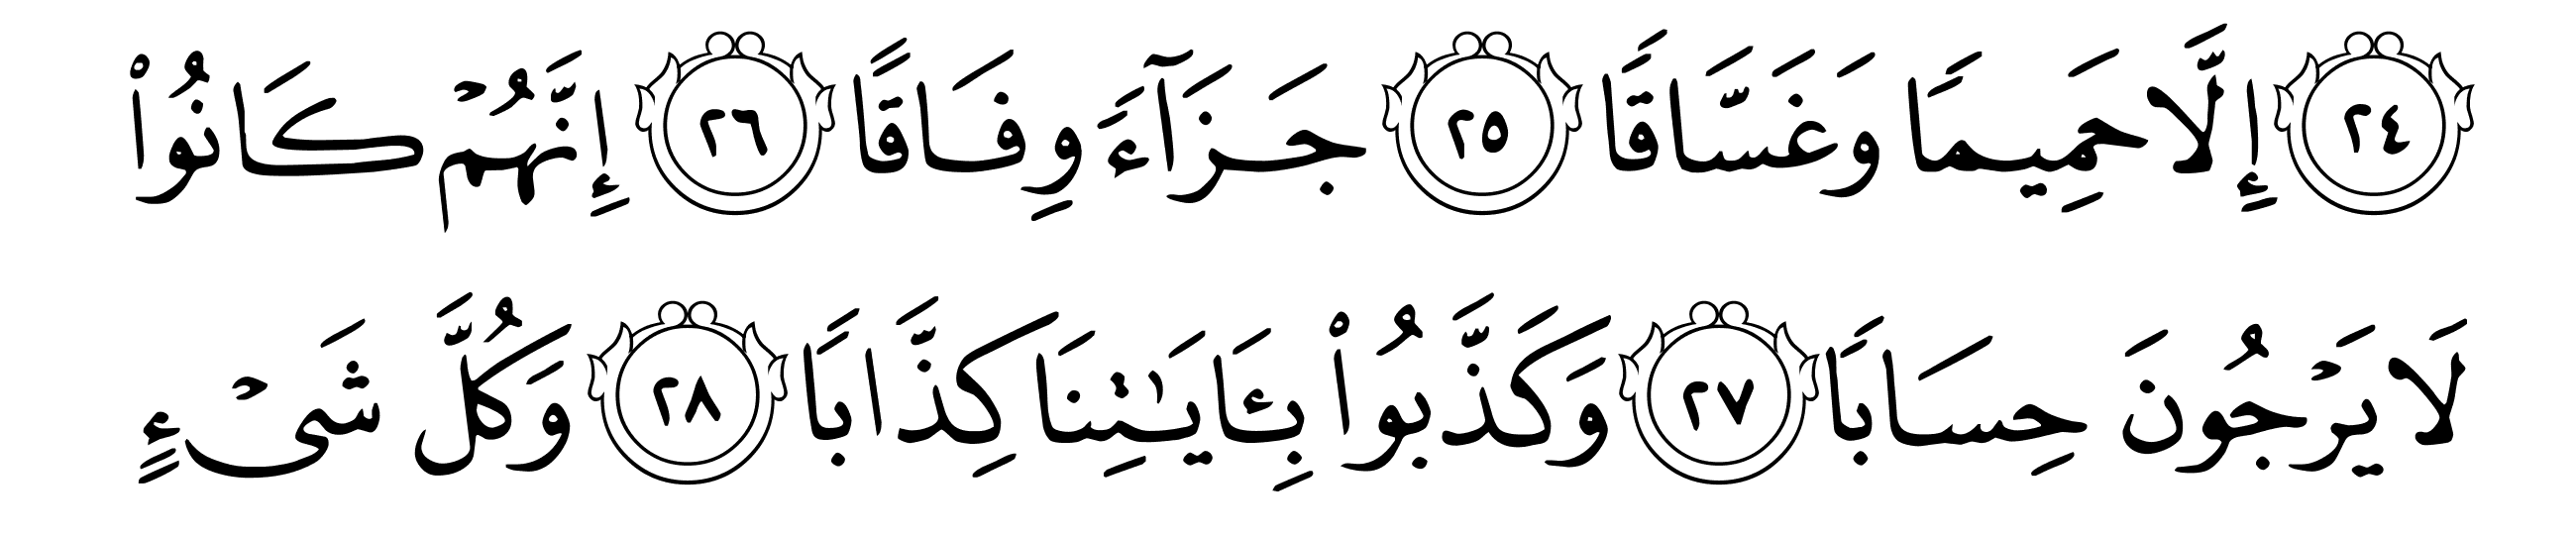 ٢٤ إِلَّا حَمِيمًا وَغَسَّاقًا ٢٥ جَزَآءً وِفَاقًا ٢٦ إِنَّهُمْ كَانُوا۟
لَا يَرْجُونَ حِسَابًا ٢٧ وَكَذَّبُوا۟ بِـَٔايَـٰتِنَا كِذَّابًا ٢٨ وَكُلَّ شَىْءٍ